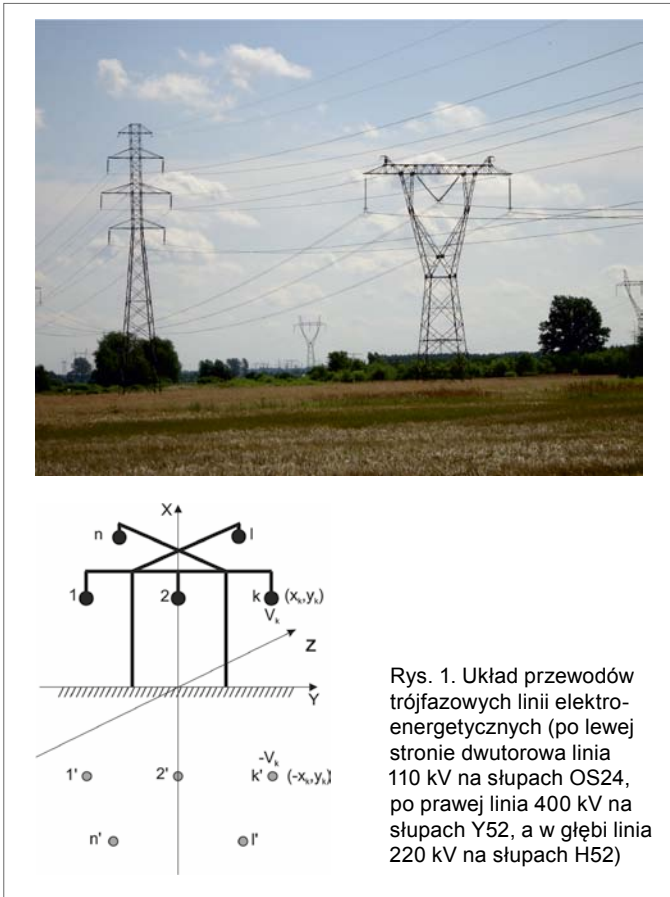 X
n
l
1
2
k
(xₖ,yₖ)
Vₖ
Z
Y
-Vₖ
1'
2'
k'
(-xₖ,yₖ)
n'
l'
Rys. 1. Układ przewodów
trójfazowych linii elektro-
energetycznych (po lewej
stronie dwutorowa linia
110 kV na słupach OS24,
po prawej linia 400 kV na
słupach Y52, a w głębi linia
220 kV na słupach H52)